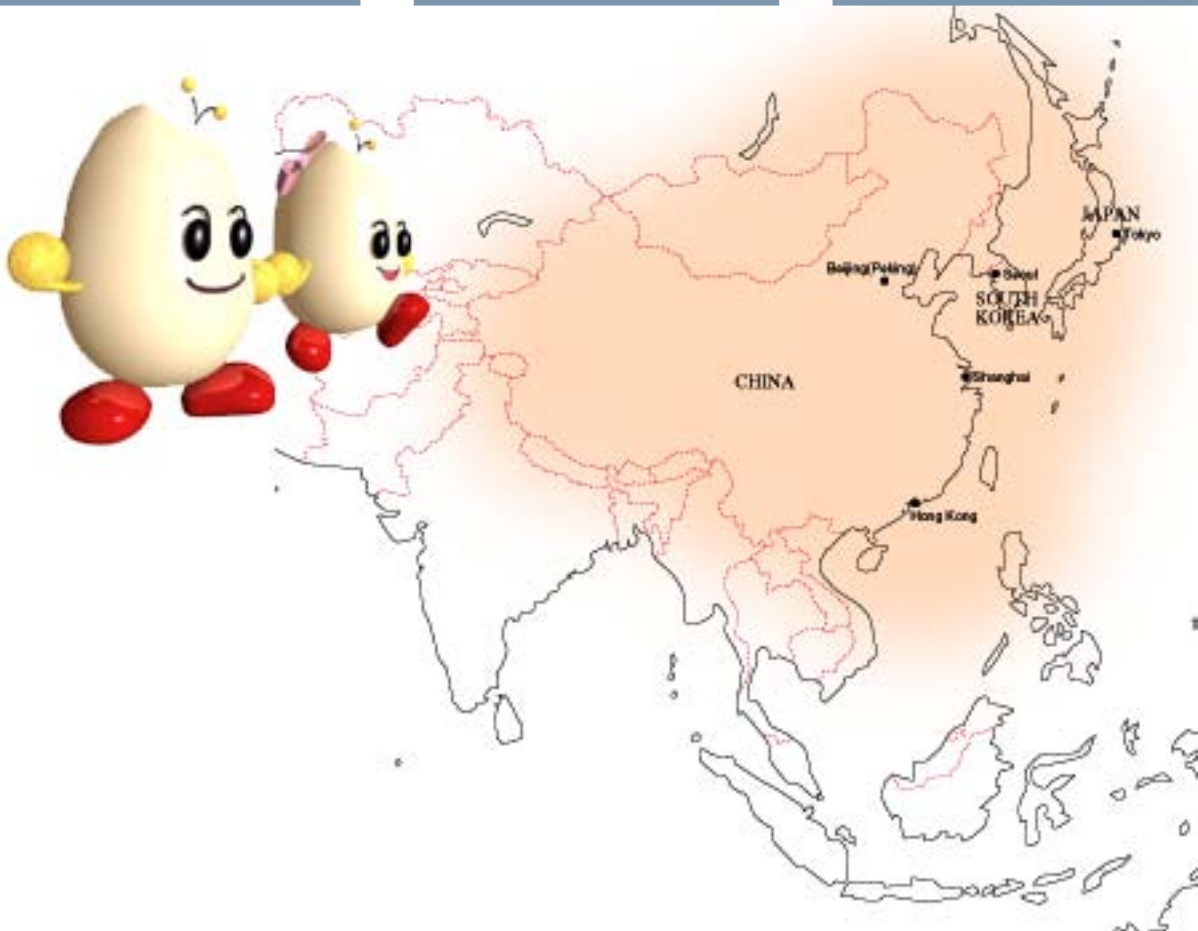 JAPAN
Tokyo
Beijing(Peking)
Seoul
SOUTH
KOREA
CHINA
Shanghai
Hong Kong